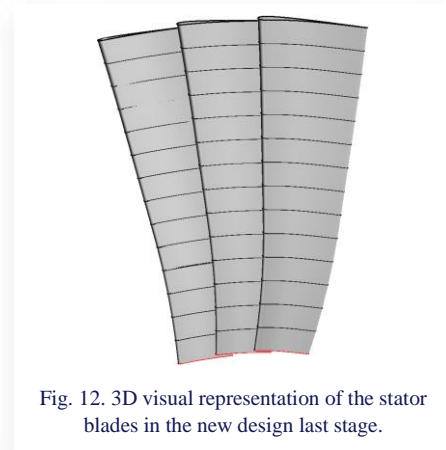 Fig. 12. 3D visual representation of the stator
blades in the new design last stage.